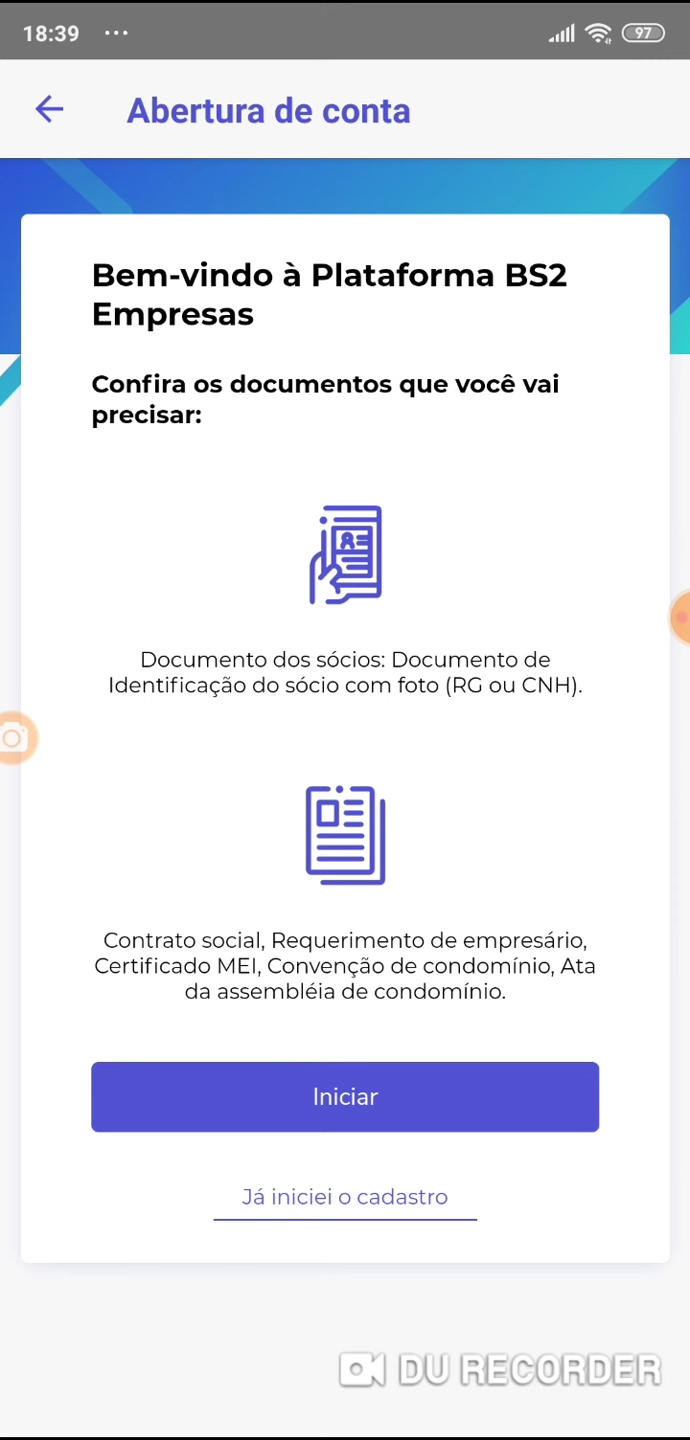 18:39 ... 97
Abertura de conta
Bem-vindo à Plataforma BS2
Empresas
Confira os documentos que você vai
precisar:
Documento dos sócios: Documento de
Identificação do sócio com foto (RG ou CNH).
Contrato social, Requerimento de empresário,
Certificado MEI, Convenção de condomínio, Ata
da assembléia de condomínio.
Iniciar
Já iniciei o cadastro
DU RECORDER